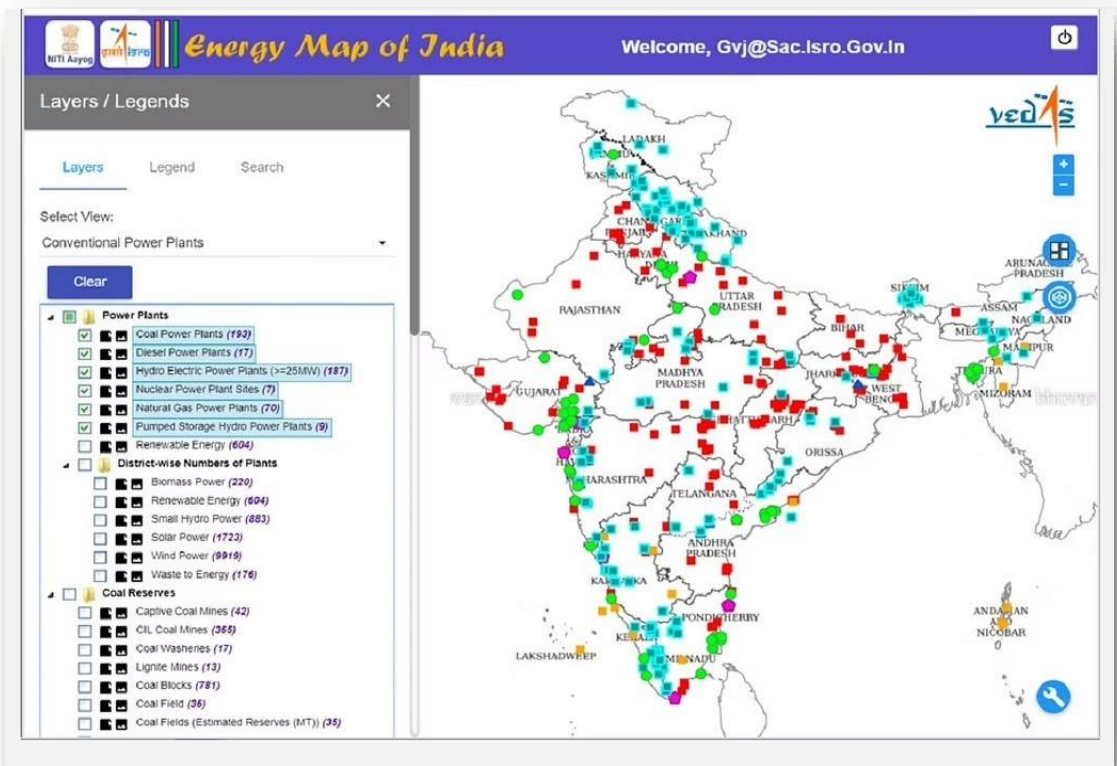 NITI Aayog
इसरो isro
Energy Map of India
Welcome, Gvj@Sac.Isro.Gov.In
Layers / Legends
Layers Legend Search
Select View:
Conventional Power Plants
Clear
Power Plants
Coal Power Plants (193)
Diesel Power Plants (17)
Hydro Electric Power Plants (>=25MW) (187)
Nuclear Power Plant Sites (7)
Natural Gas Power Plants (70)
Pumped Storage Hydro Power Plants (9)
Renewable Energy (604)
District-wise Numbers of Plants
Biomass Power (220)
Renewable Energy (604)
Small Hydro Power (883)
Solar Power (1723)
Wind Power (9919)
Waste to Energy (176)
Coal Reserves
Captive Coal Mines (42)
CIL Coal Mines (365)
Coal Washeries (17)
Lignite Mines (13)
Coal Blocks (781)
Coal Field (36)
Coal Fields (Estimated Reserves (MT)) (35)
+
-
LADAKH
RAJASTHAN
UTTAR
PRADESH
ARUNAC
PRADESH
ASSAM
BIHAR
MADHYA
PRADESH
GUJARAT
WEST
BENG
MIZORAM
ORISSA
TELANGANA
ANDHRA
PRADESH
PONDICHERRY
LAKSHADWEEP
NICOBAR